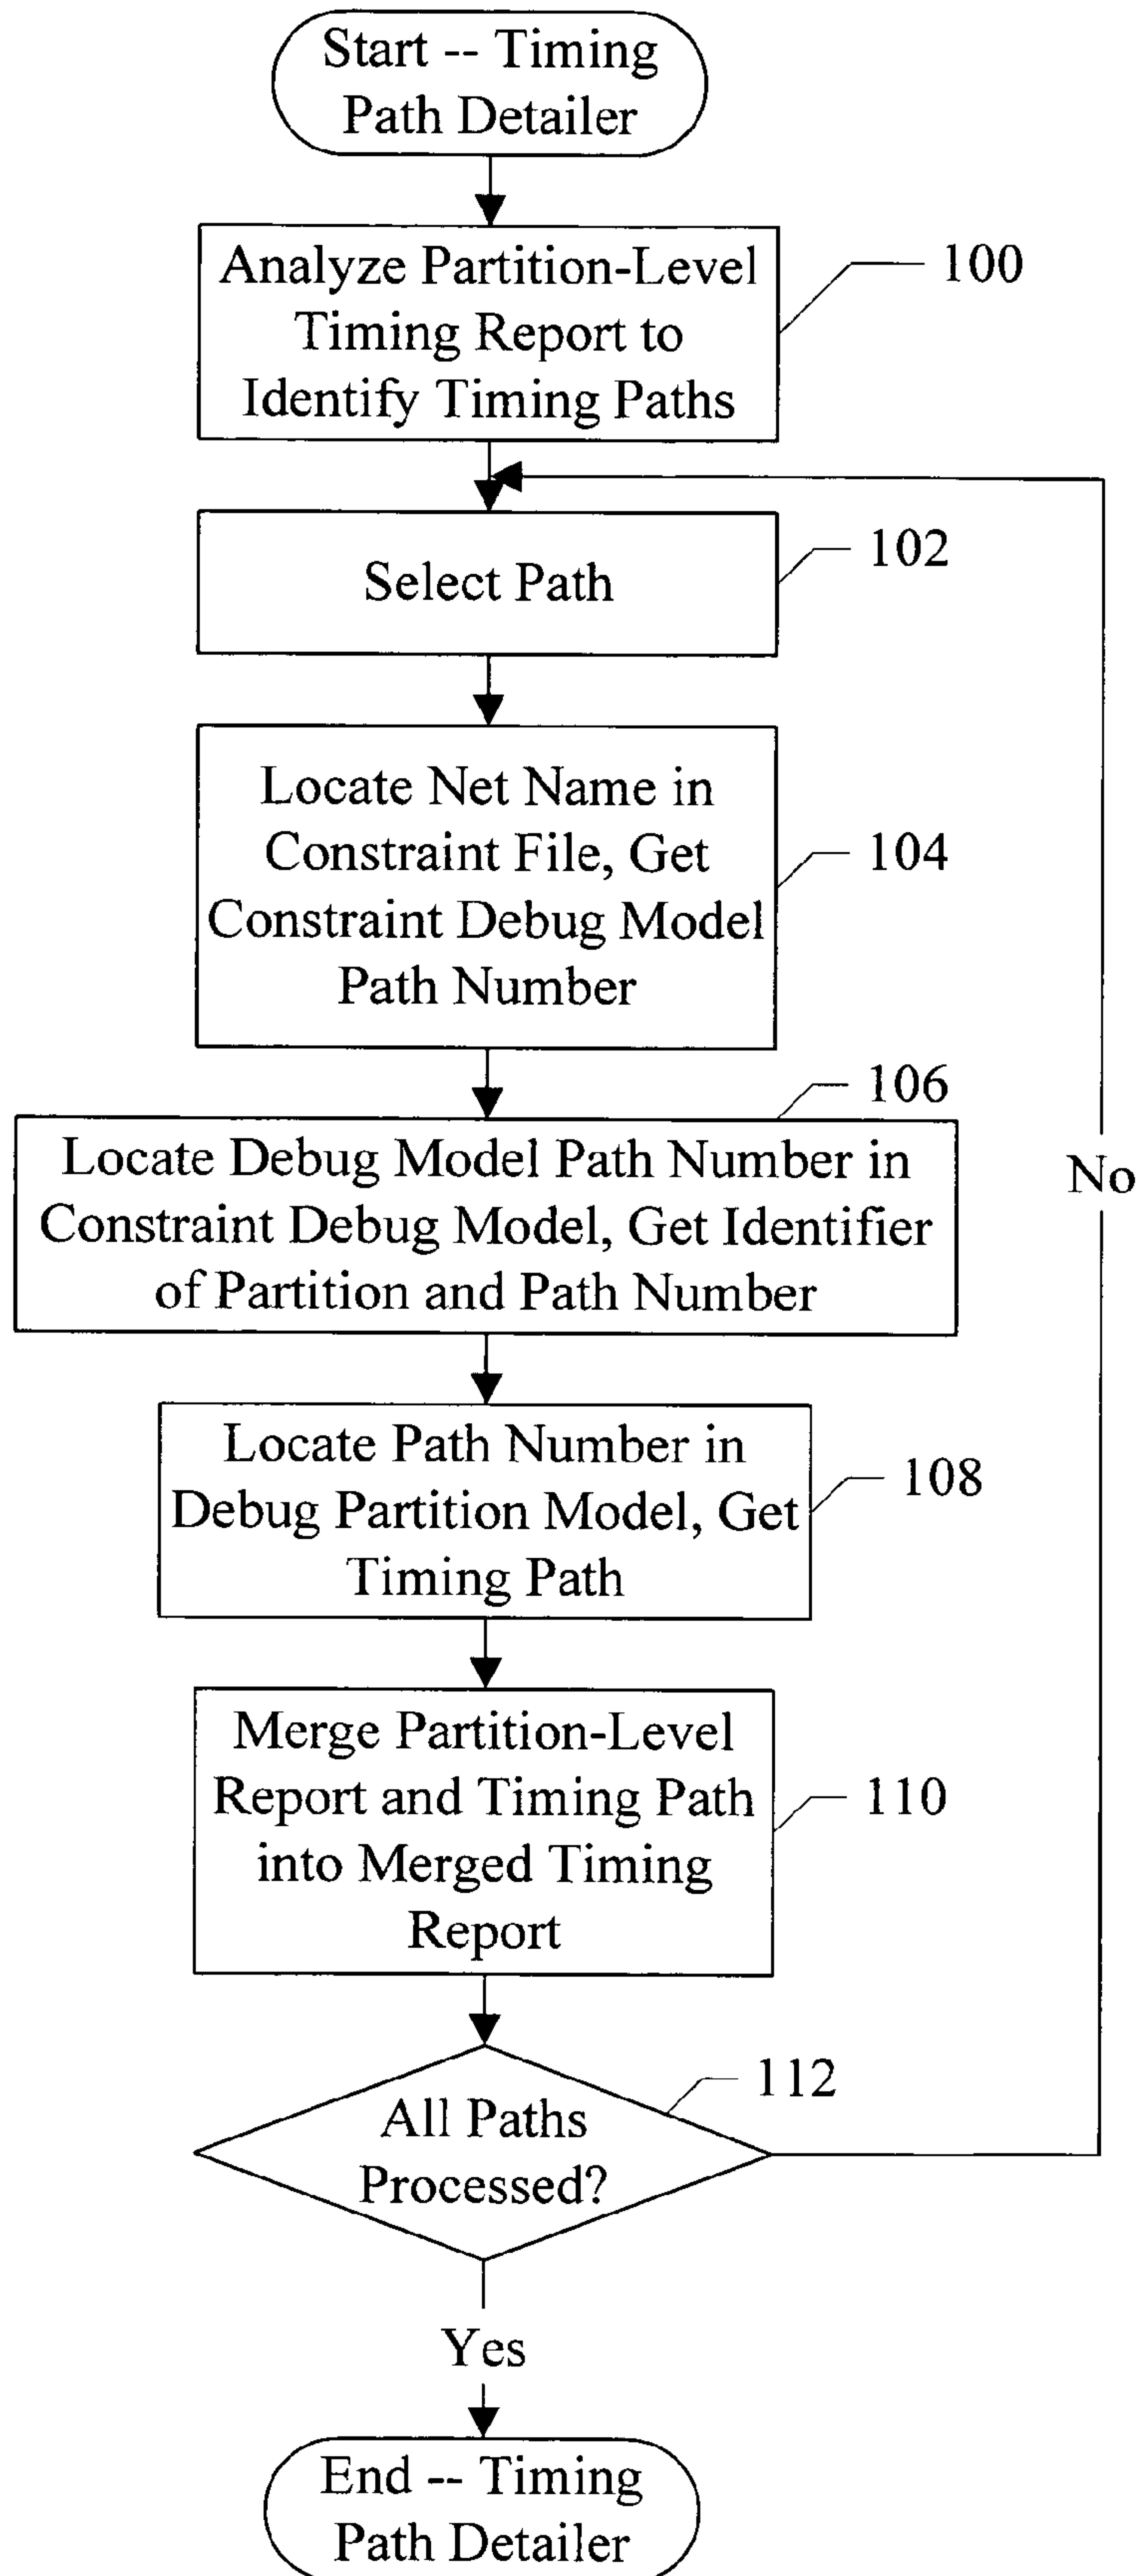 Start -- Timing
Path Detailer
Analyze Partition-Level
Timing Report to
Identify Timing Paths
100
Select Path
102
Locate Net Name in
Constraint File, Get
Constraint Debug Model
Path Number
104
106
Locate Debug Model Path Number in
Constraint Debug Model, Get Identifier
of Partition and Path Number
No
Locate Path Number in
Debug Partition Model, Get
Timing Path
108
Merge Partition-Level
Report and Timing Path
into Merged Timing
Report
110
112
All Paths
Processed?
Yes
End -- Timing
Path Detailer